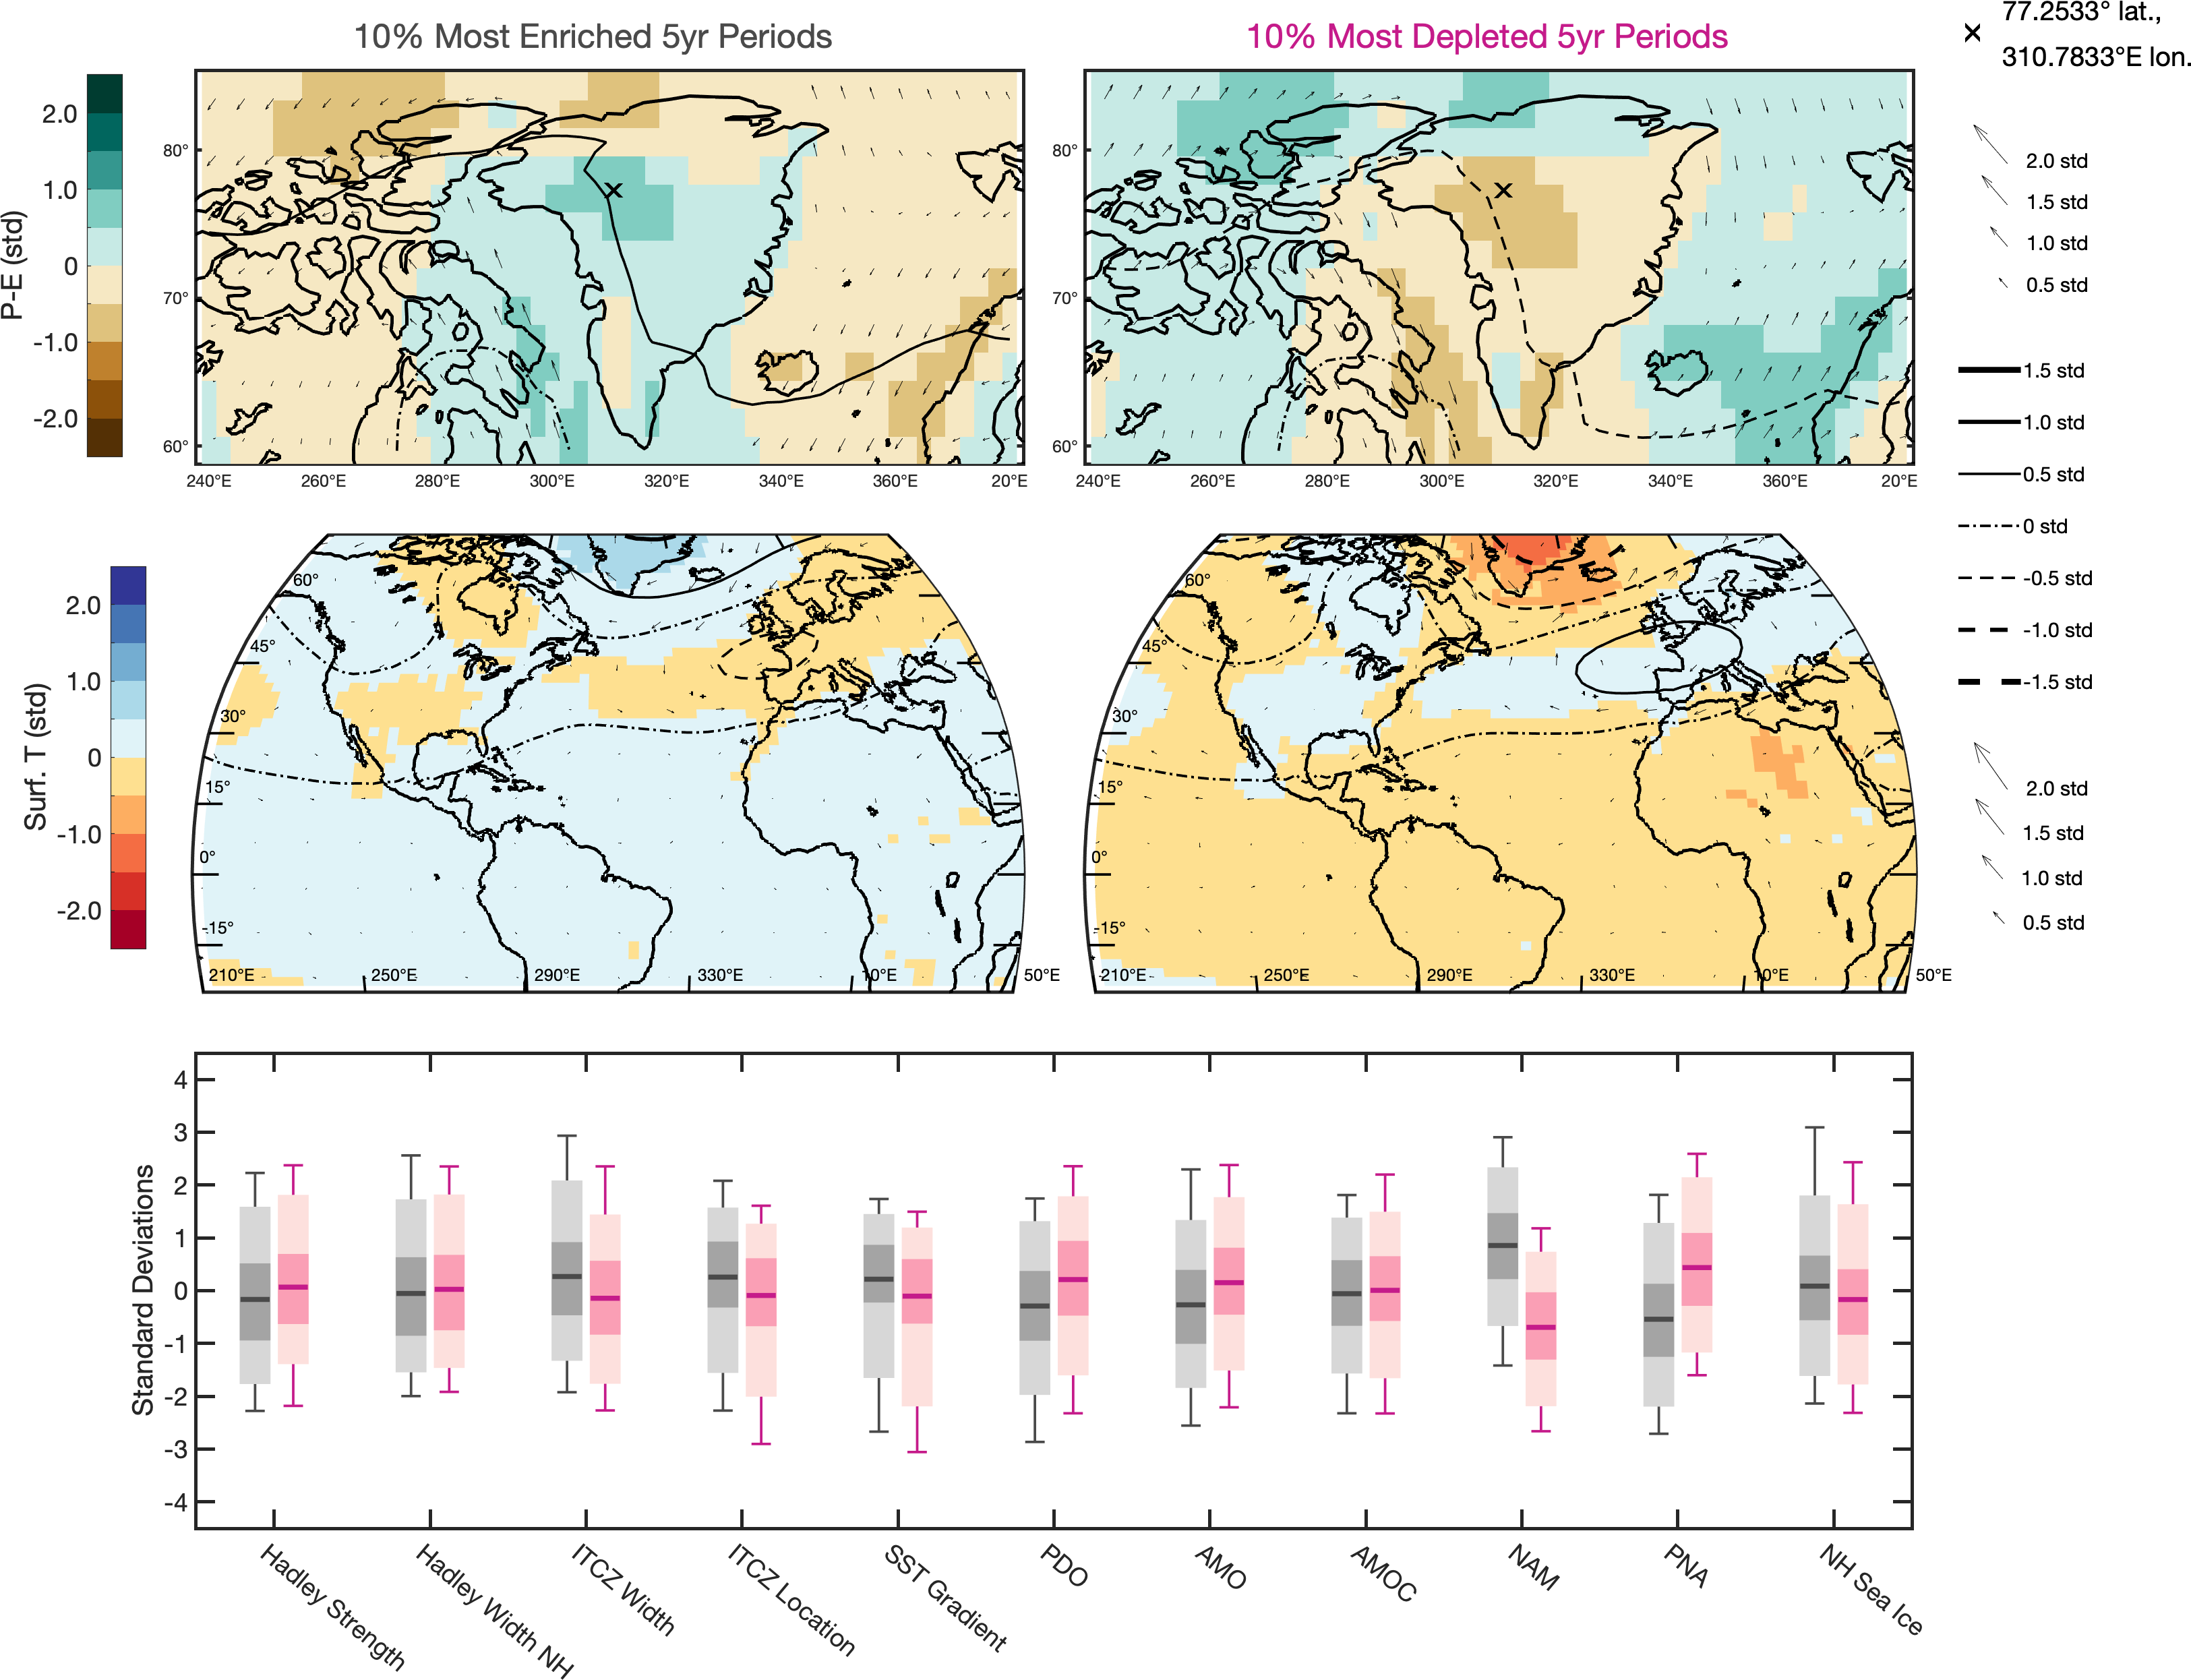 10% Most Enriched 5yr Periods
10% Most Depleted 5yr Periods
77.2533° lat.,
310.7833°E lon.
P-E (std)
2.0
1.0
0
-1.0
-2.0
80°
70°
60°
240°E 260°E 280°E 300°E 320°E 340°E 360°E 20°E
80°
70°
60°
240°E 260°E 280°E 300°E 320°E 340°E 360°E 20°E
2.0 std
1.5 std
1.0 std
0.5 std
1.5 std
1.0 std
0.5 std
0 std
-0.5 std
-1.0 std
-1.5 std
Surf. T (std)
2.0
1.0
0
-1.0
-2.0
60°
45°
30°
15°
0°
-15°
210°E 250°E 290°E 330°E 10°E 50°E
60°
45°
30°
15°
0°
-15°
210°E 250°E 290°E 330°E 10°E 50°E
2.0 std
1.5 std
1.0 std
0.5 std
Standard Deviations
4
3
2
1
0
-1
-2
-3
-4
Hadley Strength
Hadley Width NH
ITCZ Width
ITCZ Location
SST Gradient
PDO
AMO
AMOC
NAM
PNA
NH Sea Ice